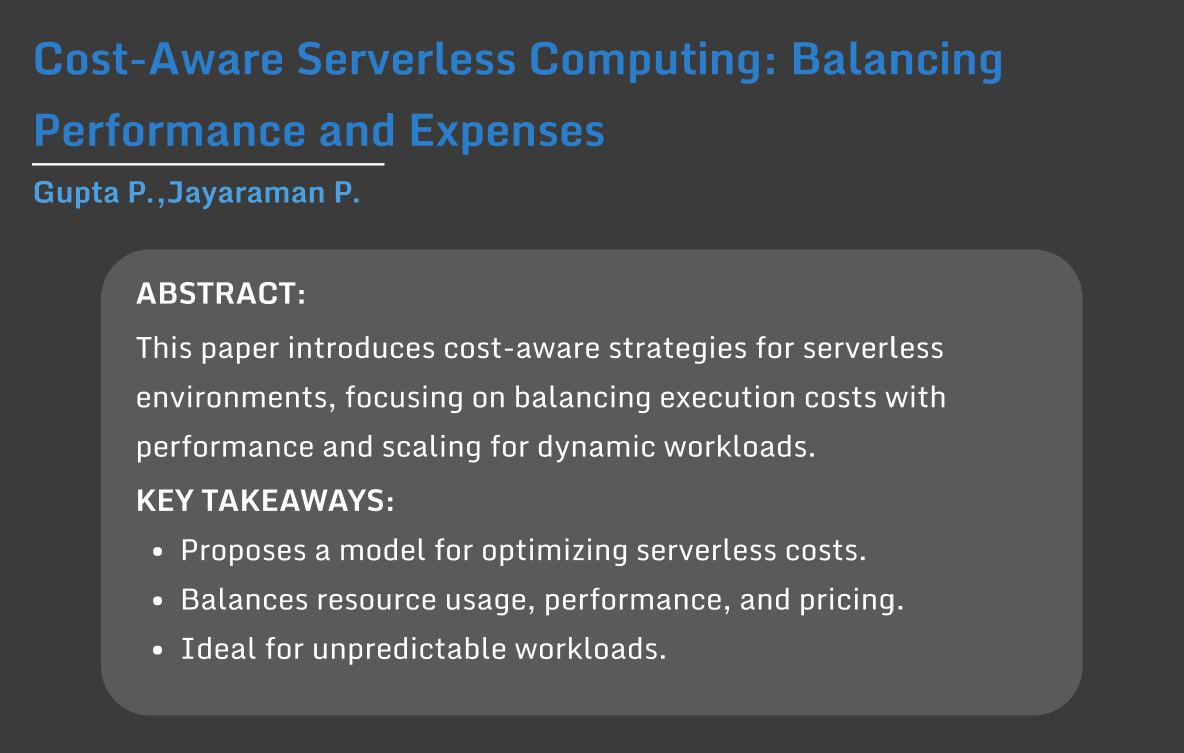 Cost-Aware Serverless Computing: Balancing
Performance and Expenses
Gupta P.,Jayaraman P.
ABSTRACT:
This paper introduces cost-aware strategies for serverless
environments, focusing on balancing execution costs with
performance and scaling for dynamic workloads.
KEY TAKEAWAYS:
• Proposes a model for optimizing serverless costs.
• Balances resource usage, performance, and pricing.
• Ideal for unpredictable workloads.